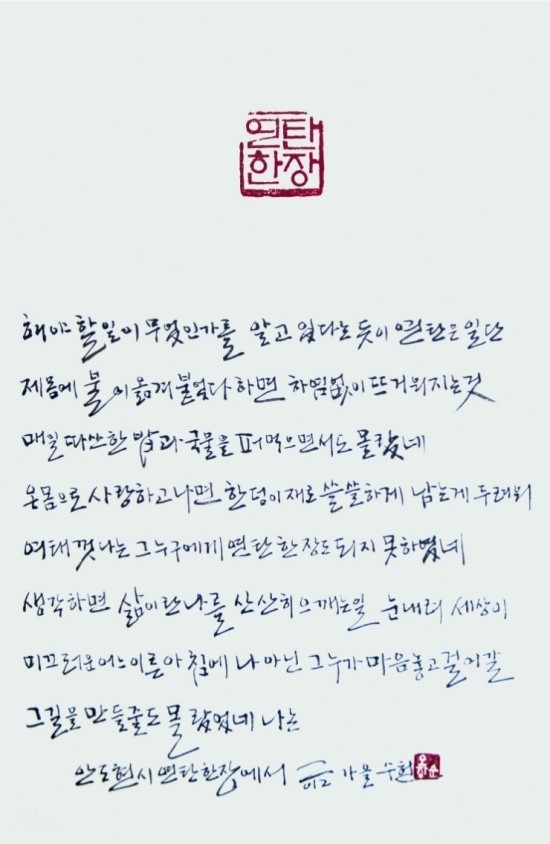 연탄
한장
해야 할 일이 무엇인가를 알고 있다는 듯이 연탄은 일단
제몸에 불이 옮겨 붙었다 하면 하염없이 뜨거워지는것
매일 따스한 밥과 국물을 퍼먹으면서도 몰랐네
온몸으로 사랑하고나면 한덩이 재로 쓸쓸하게 남는게 두려워
여태껏 나는 그누구에게 연탄 한장도 되지 못하였네
생각하면 삶이란 나를 산산히 으깨는일 눈내려 세상이
미끄러운 어느 이른아침에 나 아닌 그누가 마음놓고 걸어갈
그길을 만들줄도 몰랐었네 나는
안도현 시 연탄한장에서 가을 수현